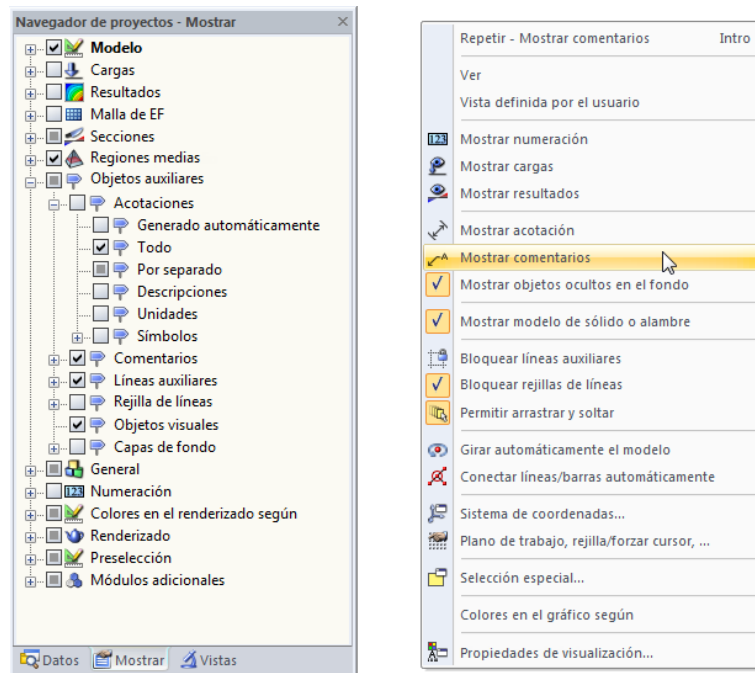 Navegador de proyectos - Mostrar
Modelo
Cargas
Resultados
Malla de EF
Secciones
Regiones medias
Objetos auxiliares
Acotaciones
Generado automáticamente
Todo
Por separado
Descripciones
Unidades
Símbolos
Comentarios
Líneas auxiliares
Rejilla de líneas
Objetos visuales
Capas de fondo
General
Numeración
Colores en el renderizado según
Renderizado
Preselección
Módulos adicionales
Datos Mostrar Vistas
Repetir - Mostrar comentarios Intro
Ver
Vista definida por el usuario
Mostrar numeración
Mostrar cargas
Mostrar resultados
Mostrar acotación
Mostrar comentarios
Mostrar objetos ocultos en el fondo
Mostrar modelo de sólido o alambre
Bloquear líneas auxiliares
Bloquear rejillas de líneas
Permitir arrastrar y soltar
Girar automáticamente el modelo
Conectar líneas/barras automáticamente
Sistema de coordenadas...
Plano de trabajo, rejilla/forzar cursor, ...
Selección especial...
Colores en el gráfico según
Propiedades de visualización...